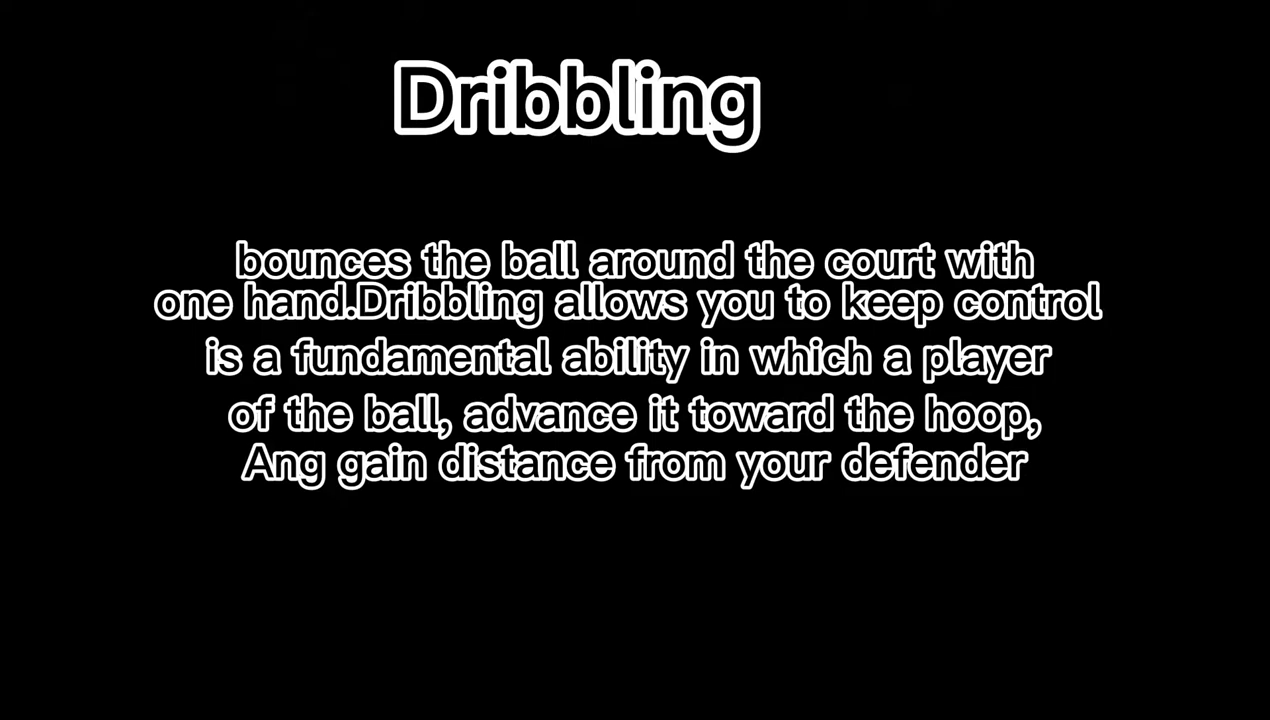 Dribbling
bounces the ball around the court with
one hand.Dribbling allows you to keep control
is a fundamental ability in which a player
of the ball, advance it toward the hoop,
Ang gain distance from your defender